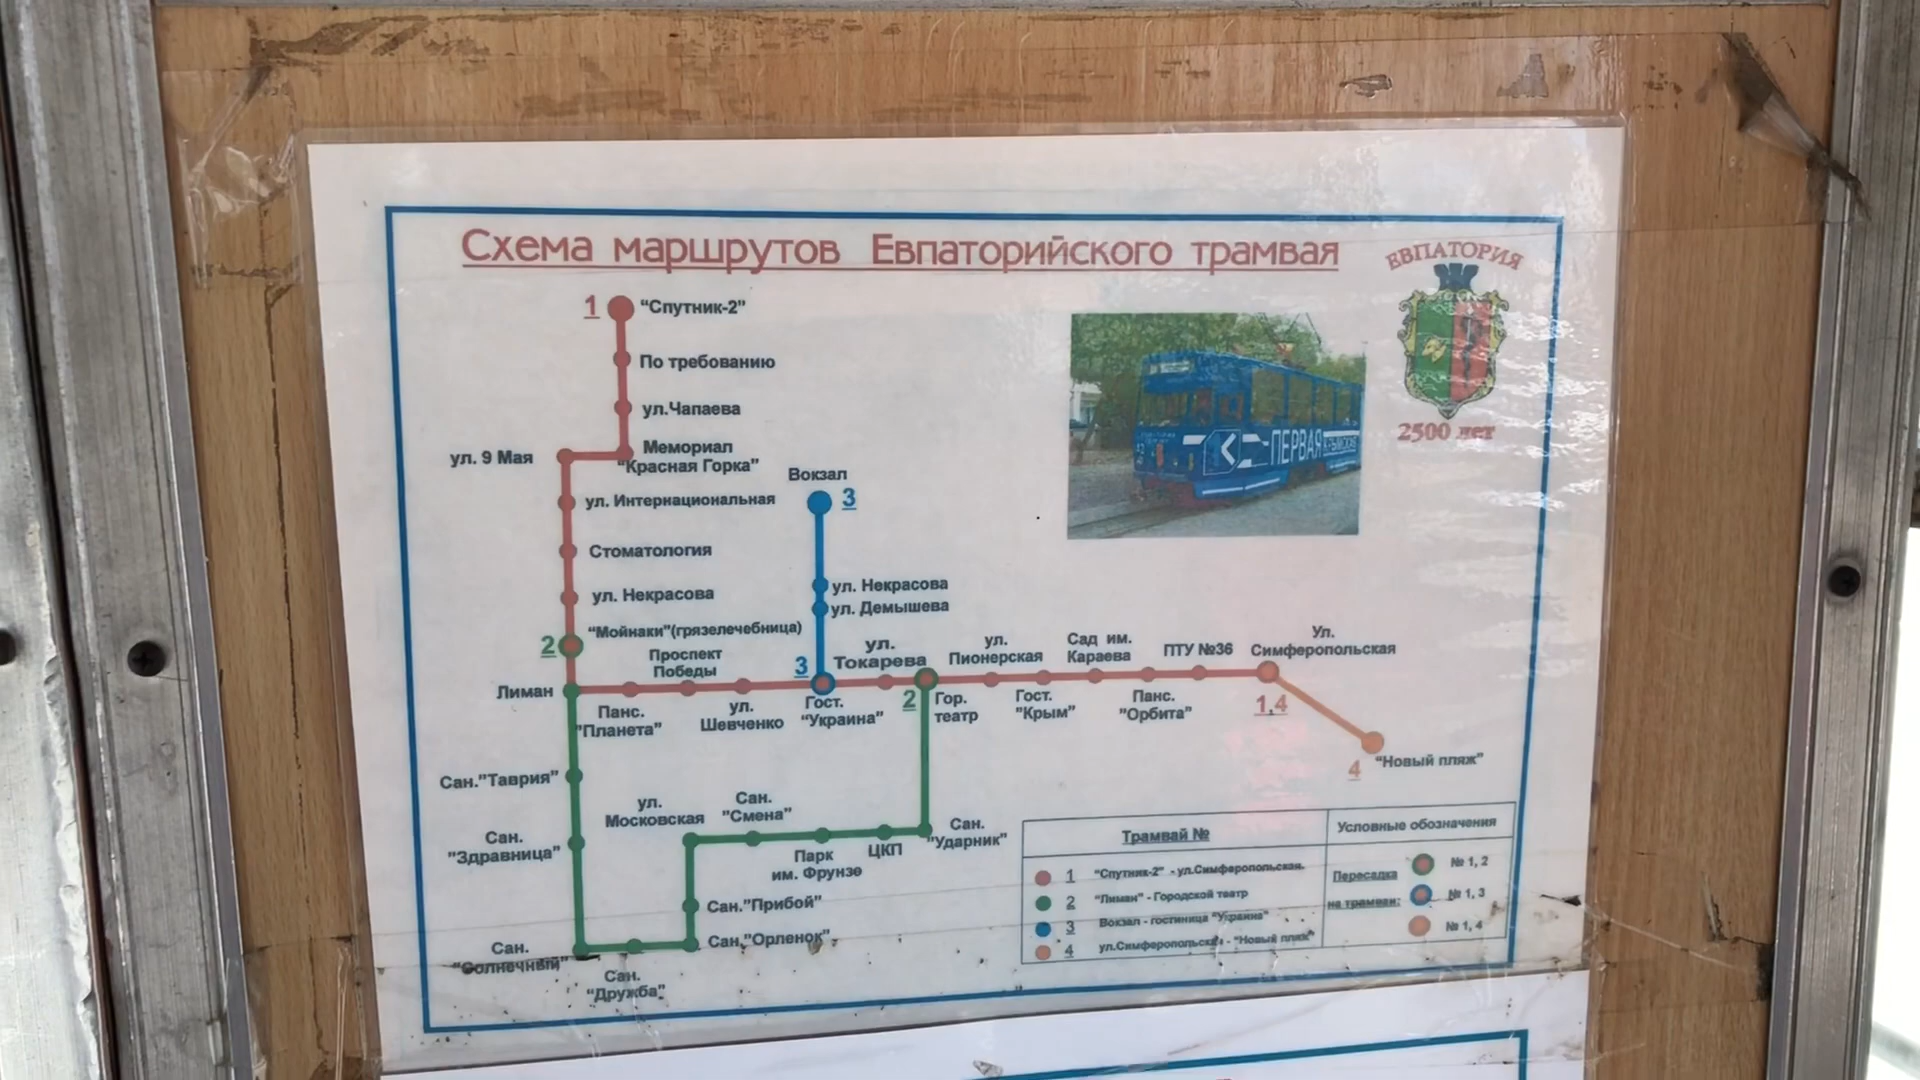 Схема маршрутов Евпаторийского трамвая
ЕВПАТОРИЯ
2500 лет
ПЕРВАЯ
1 "Спутник-2"
По требованию
ул.Чапаева
Мемориал
"Красная Горка"
ул. 9 Мая
ул. Интернациональная
Стоматология
ул. Некрасова
2 "Мойнаки"(грязелечебница)
Лиман
Вокзал
3
ул. Некрасова
ул. Демышева
3
Панс.
"Планета"
Проспект
Победы
ул.
Шевченко
Гост.
"Украина"
ул.
Токарева
2
Гор.
театр
ул.
Пионерская
Гост.
"Крым"
Сад им.
Караева
Панс.
"Орбита"
ПТУ №36
Ул.
Симферопольская
1,4
4 "Новый пляж"
Сан."Таврия"
Сан.
"Здравница"
Сан.
"Солнечный"
Сан.
"Дружба"
Сан."Орленок"
Сан."Прибой"
ул.
Московская
Сан.
"Смена"
Парк
им. Фрунзе
ЦКП
Сан.
"Ударник"
Трамвай №
1 "Спутник-2" - ул.Симферопольская.
2 "Лиман" - Городской театр
3 Вокзал - гостиница "Украина"
4 ул.Симферопольская - "Новый пляж"
Условные обозначения
Пересадка
на трамваи:
№ 1, 2
№ 1, 3
№ 1, 4